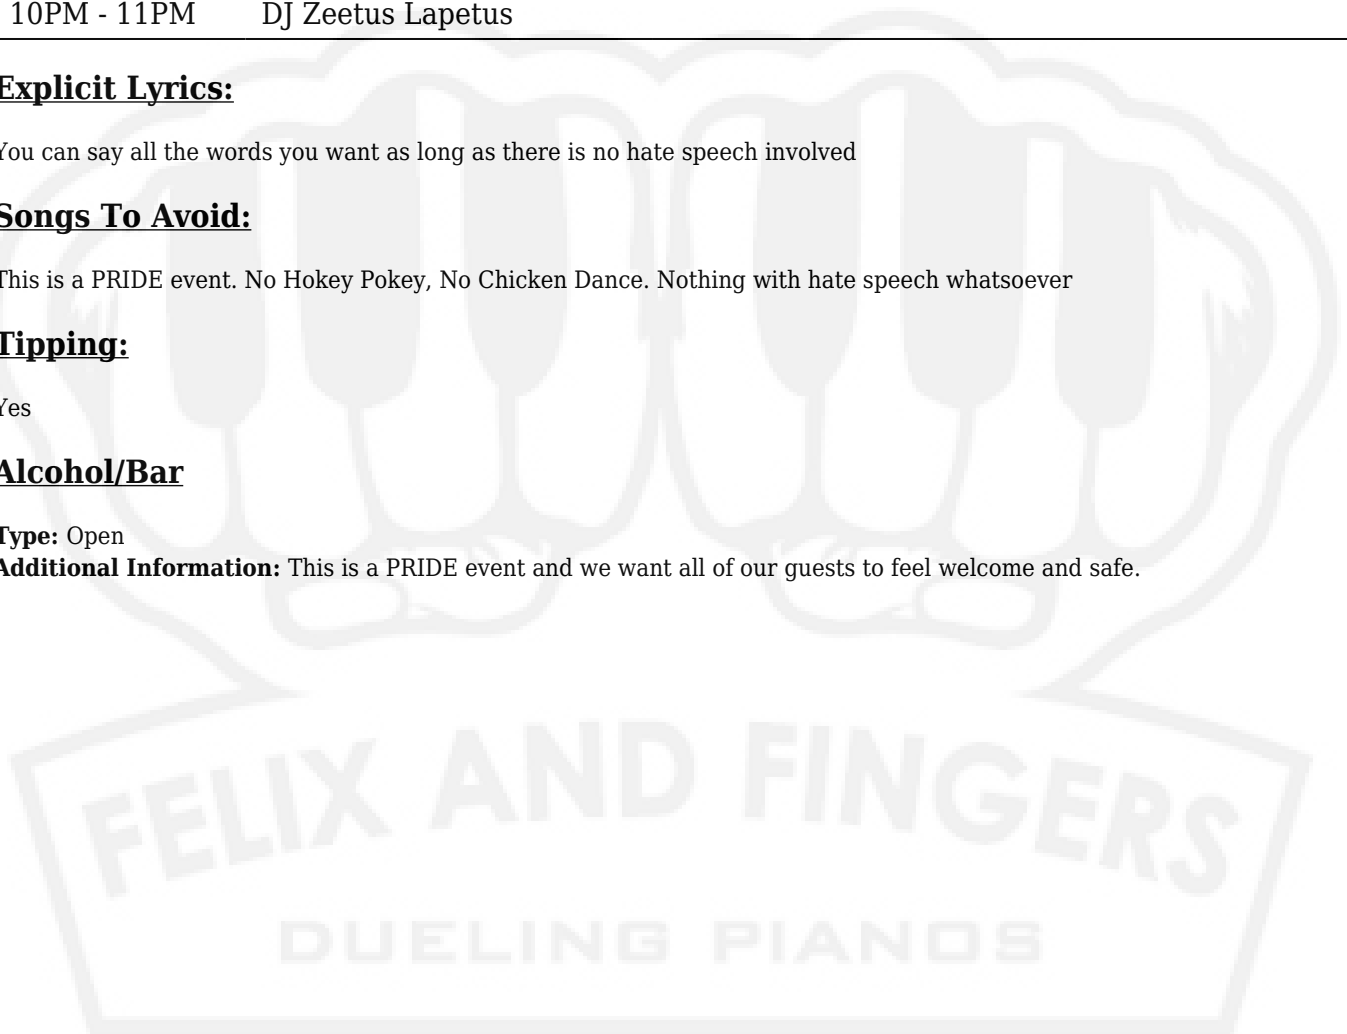 10PM - 11PM DJ Zeetus Lapetus
Explicit Lyrics:
You can say all the words you want as long as there is no hate speech involved
Songs To Avoid:
This is a PRIDE event. No Hokey Pokey, No Chicken Dance. Nothing with hate speech whatsoever
Tipping:
Yes
Alcohol/Bar
Type: Open
Additional Information: This is a PRIDE event and we want all of our guests to feel welcome and safe.
FELIX AND FINGERS
DUELING PIANOS